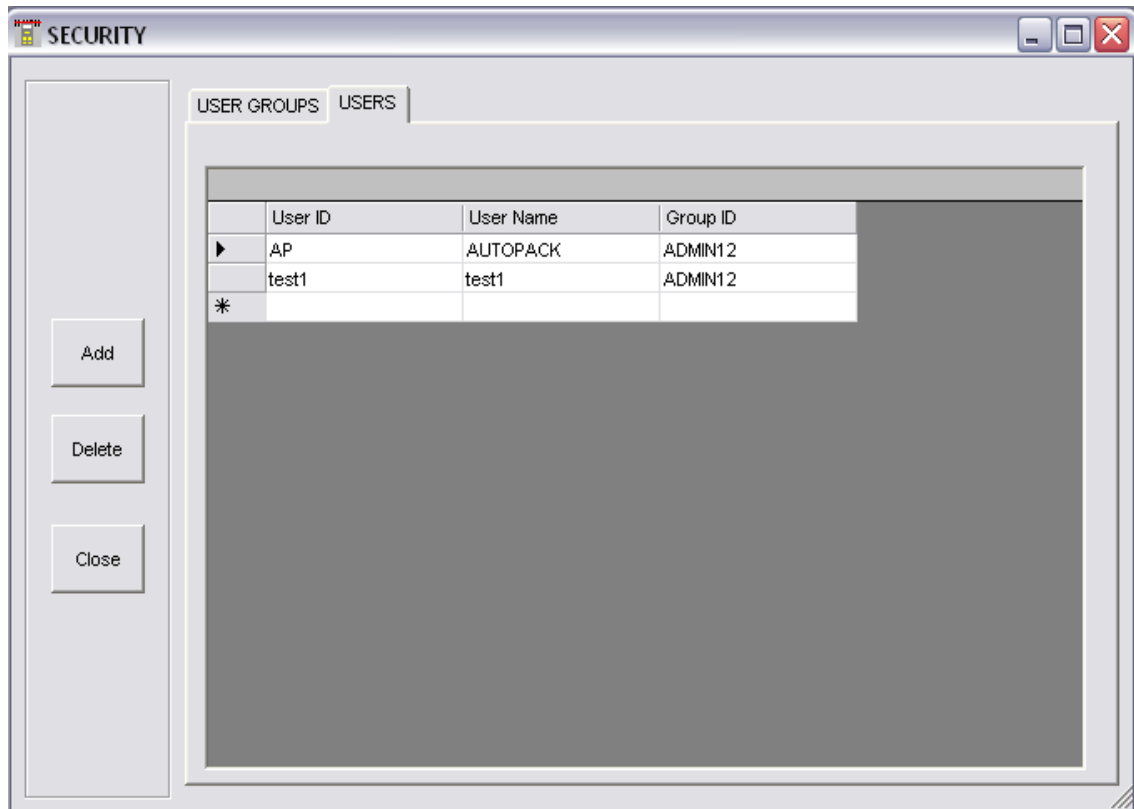 SECURITY
USER GROUPS USERS
User ID User Name Group ID
AP AUTOPACK ADMIN12
test1 test1 ADMIN12
Add
Delete
Close